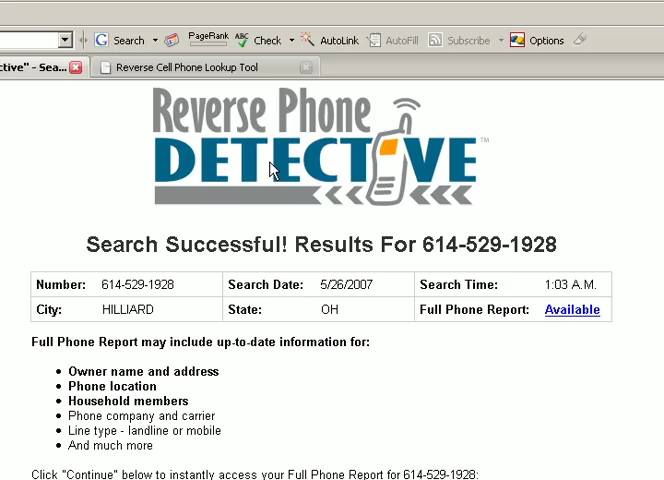 Search PageRank Check AutoLink AutoFill Subscribe Options
ctive" - Sea... Reverse Cell Phone Lookup Tool
Reverse Phone
DETECTIVE™
Search Successful! Results For 614-529-1928
Number: 614-529-1928 Search Date: 5/26/2007 Search Time: 1:03 A.M.
City: HILLIARD State: OH Full Phone Report: Available
Full Phone Report may include up-to-date information for:
• Owner name and address
• Phone location
• Household members
• Phone company and carrier
• Line type - landline or mobile
• And much more
Click "Continue" below to instantly access your Full Phone Report for 614-529-1928: